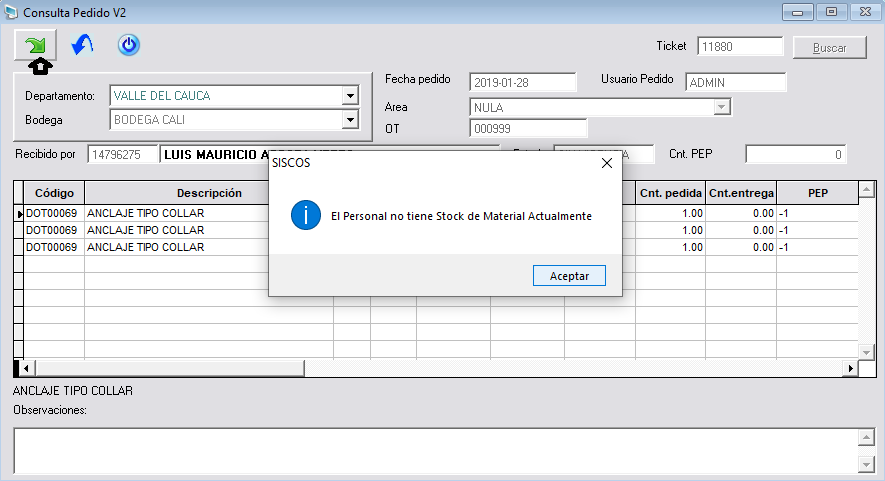 Consulta Pedido V2
Ticket 11880 Buscar
Departamento: VALLE DEL CAUCA
Bodega BODEGA CALI
Fecha pedido 2019-01-28 Usuario Pedido ADMIN
Area NULA
OT 000999
Recibido por 14796275 LUIS MAURICIO Cnt. PEP 0
SISCOS
El Personal no tiene Stock de Material Actualmente
Aceptar
Código Descripción Cnt. pedida Cnt.entrega PEP
DOT00069 ANCLAJE TIPO COLLAR 1.00 0.00 -1
DOT00069 ANCLAJE TIPO COLLAR 1.00 0.00 -1
DOT00069 ANCLAJE TIPO COLLAR 1.00 0.00 -1
ANCLAJE TIPO COLLAR
Observaciones: